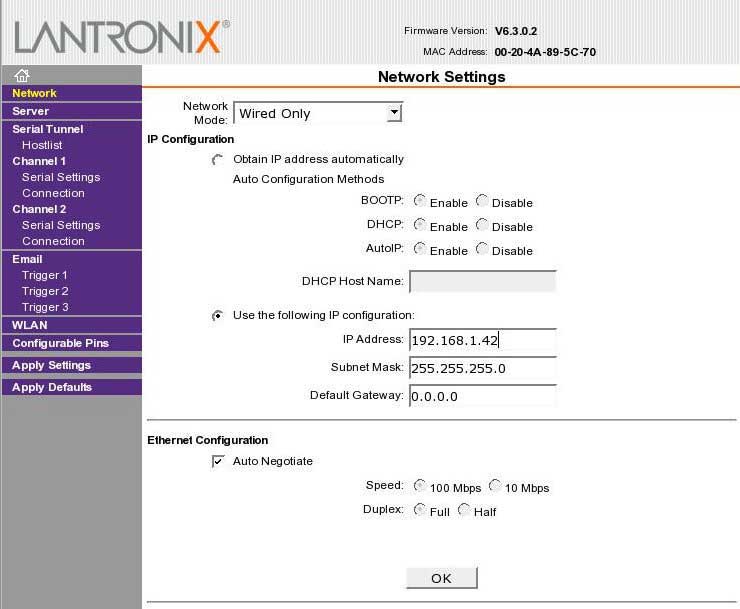 LANTRONIX®
Firmware Version: V6.3.0.2
MAC Address: 00-20-4A-89-5C-70
Network
Server
Serial Tunnel
Hostlist
Channel 1
Serial Settings
Connection
Channel 2
Serial Settings
Connection
Email
Trigger 1
Trigger 2
Trigger 3
WLAN
Configurable Pins
Apply Settings
Apply Defaults
Network Settings
Network
Mode: Wired Only
IP Configuration
Obtain IP address automatically
Auto Configuration Methods
BOOTP: Enable Disable
DHCP: Enable Disable
AutoIP: Enable Disable
DHCP Host Name:
Use the following IP configuration:
IP Address: 192.168.1.42
Subnet Mask: 255.255.255.0
Default Gateway: 0.0.0.0
Ethernet Configuration
Auto Negotiate
Speed: 100 Mbps 10 Mbps
Duplex: Full Half
OK